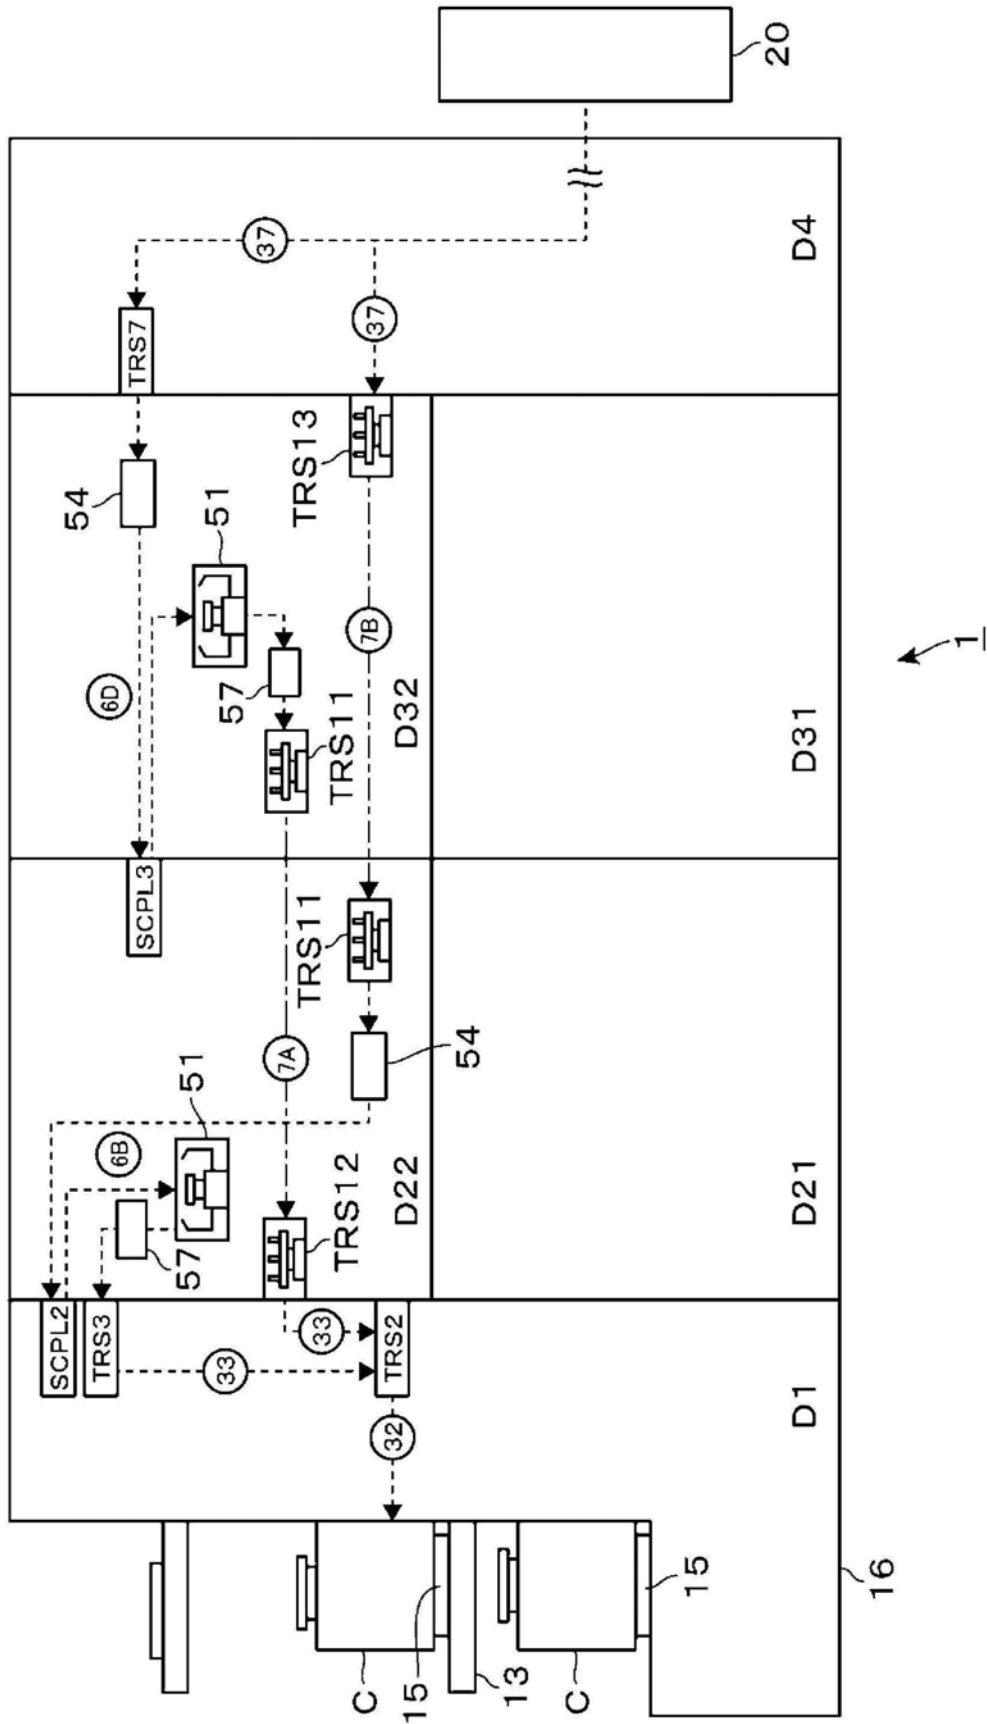 20
37
D4
TRS7
37
54
TRS13
51
6D
57
7B
TRS11
D32
D31
1
SCPL3
TRS11
7A
54
51
6B
57
TRS12
D22
D21
SCPL2
TRS3
33
33
TRS2
32
D1
C
15
13
C
15
16